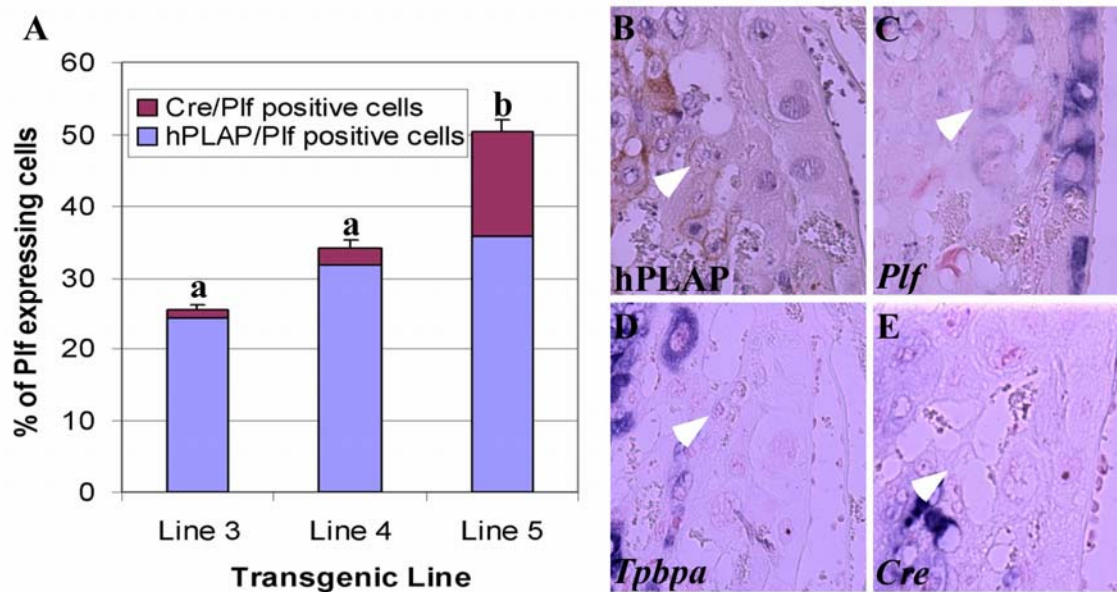 A
60
50
40
30
20
10
0
% of Plf expressing cells
Cre/Plf positive cells
hPLAP/Plf positive cells
a
a
b
Line 3
Line 4
Line 5
Transgenic Line
B
hPLAP
C
Plf
D
Tpbpa
E
Cre